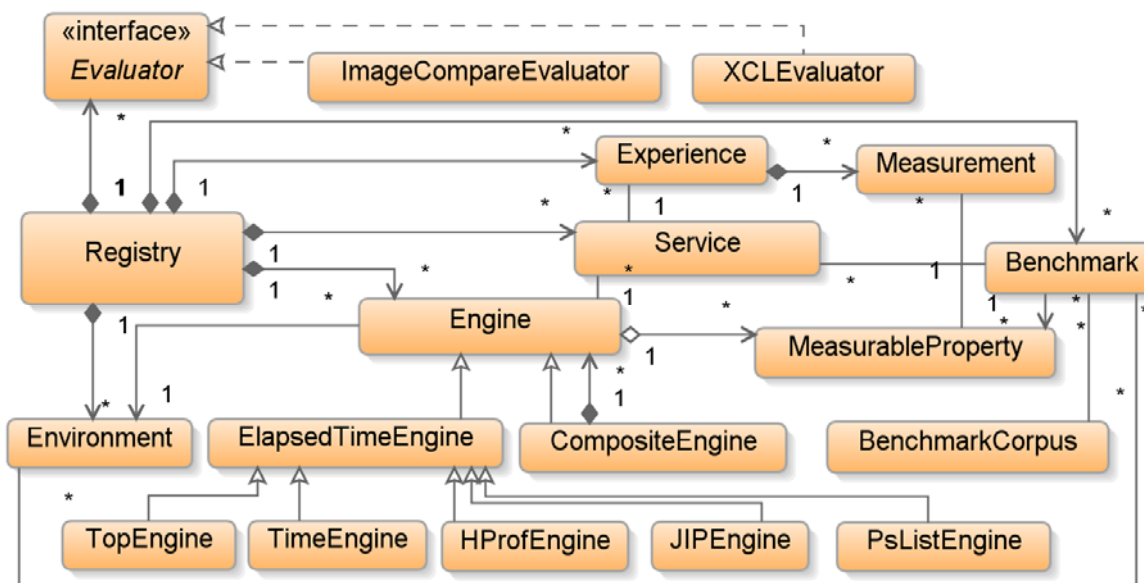 «interface»
Evaluator
ImageCompareEvaluator
XCLEvaluator
*
*
Experience
*
Measurement
*
1
1
1
*
*
*
*
1
Registry
1
Service
Benchmark
*
1
*
*
1
1
*
Engine
1
*
1
*
*
*
*
1
1
MeasurableProperty
*
*
1
1
*
Environment
ElapsedTimeEngine
CompositeEngine
BenchmarkCorpus
*
TopEngine
TimeEngine
HProfEngine
JIPEngine
PsListEngine